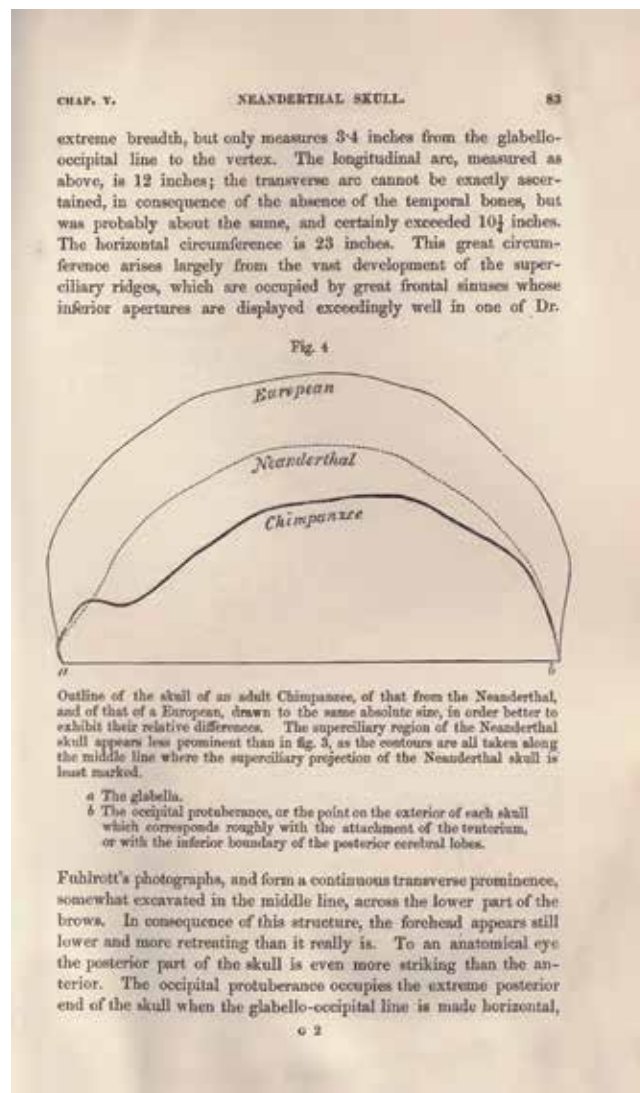 CHAP. V. NEANDERTHAL SKULL. 83
extreme breadth, but only measures 3·4 inches from the glabello-
occipital line to the vertex. The longitudinal arc, measured as
above, is 12 inches; the transverse arc cannot be exactly ascer-
tained, in consequence of the absence of the temporal bones, but
was probably about the same, and certainly exceeded 10¼ inches.
The horizontal circumference is 23 inches. This great circum-
ference arises largely from the vast development of the super-
ciliary ridges, which are occupied by great frontal sinuses whose
inferior apertures are displayed exceedingly well in one of Dr.
Fig. 4
European
Neanderthal
Chimpanzee
a b
Outline of the skull of an adult Chimpanzee, of that from the Neanderthal,
and of that of a European, drawn to the same absolute size, in order better to
exhibit their relative differences. The superciliary region of the Neanderthal
skull appears less prominent than in fig. 3, as the contours are all taken along
the middle line where the superciliary projection of the Neanderthal skull is
least marked.
a The glabella.
b The occipital protuberance, or the point on the exterior of each skull
which corresponds roughly with the attachment of the tentorium,
or with the inferior boundary of the posterior cerebral lobes.
Fuhlrott's photographs, and form a continuous transverse prominence,
somewhat excavated in the middle line, across the lower part of the
brows. In consequence of this structure, the forehead appears still
lower and more retreating than it really is. To an anatomical eye
the posterior part of the skull is even more striking than the an-
terior. The occipital protuberance occupies the extreme posterior
end of the skull when the glabello-occipital line is made horizontal,
G 2